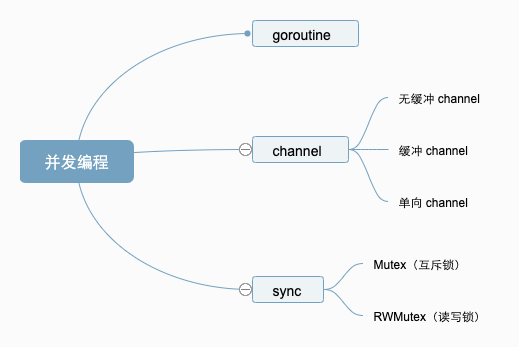 并发编程
goroutine
channel
无缓冲 channel
缓冲 channel
单向 channel
sync
Mutex（互斥锁）
RWMutex（读写锁）